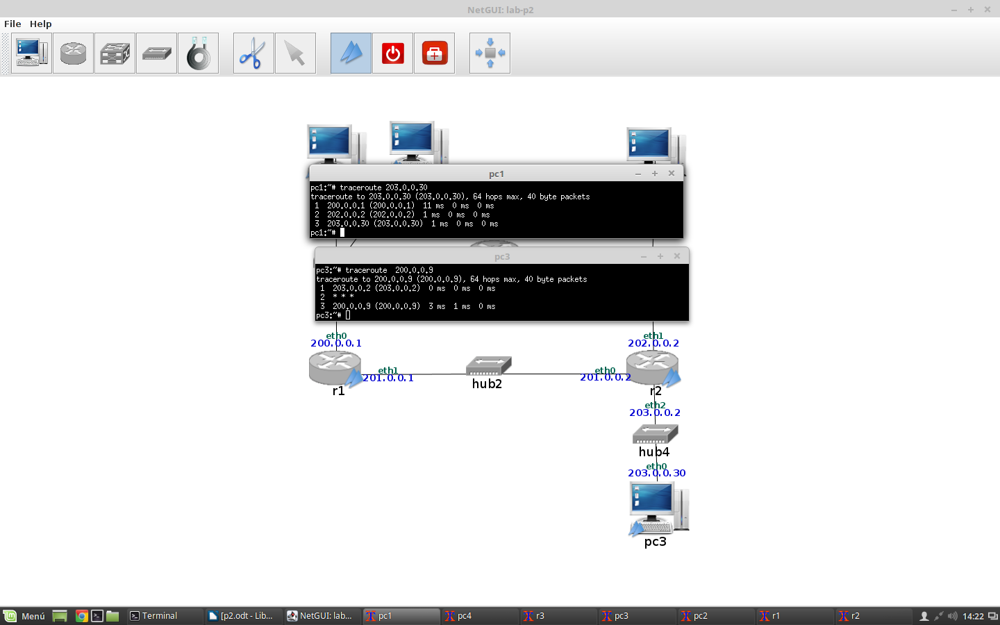 NetGUI: lab-p2
File Help
pc1
pc1:~# traceroute 203.0.0.30
traceroute to 203.0.0.30 (203.0.0.30), 64 hops max, 40 byte packets
1 200.0.0.1 (200.0.0.1) 11 ms 0 ms 0 ms
2 202.0.0.2 (202.0.0.2) 1 ms 0 ms 0 ms
3 203.0.0.30 (203.0.0.30) 1 ms 0 ms 0 ms
pc1:~#
pc3
pc3:~# traceroute  200.0.0.9
traceroute to 200.0.0.9 (200.0.0.9), 64 hops max, 40 byte packets
1 203.0.0.2 (203.0.0.2) 0 ms 0 ms 0 ms
2 * * *
3 200.0.0.9 (200.0.0.9) 3 ms 1 ms 0 ms
pc3:~#
eth0
200.0.0.1
eth1
202.0.0.2
eth1
201.0.0.1
eth0
201.0.0.2
r1
hub2
r2
eth2
203.0.0.2
hub4
eth0
203.0.0.30
pc3
Menú Terminal [p2.odt - Lib... NetGUI: lab... pc1 pc4 r3 pc3 pc2 r1 r2 14:22